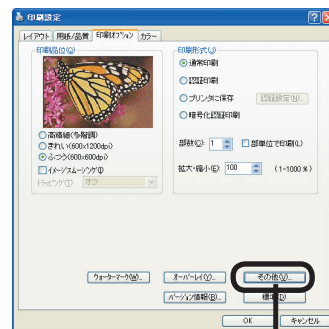 印刷設定
レイアウト 用紙/品質 印刷オプション カラー
印刷品位(Q)
高精細(多階調)
きれい(600x1200dpi)
ふつう(600x600dpi)
イメージスムージング(I)
トラッピング(T) オフ
印刷形式(J)
通常印刷
認証印刷
プリンタに保存 認証設定(N)...
暗号化認証印刷
部数(C): 1 部単位で印刷(L)
拡大・縮小(E): 100 (1-1000 %)
ウォーターマーク(W)... オーバーレイ(Y)... その他(V)...
バージョン情報(B)... 標準(D)
OK キャンセル